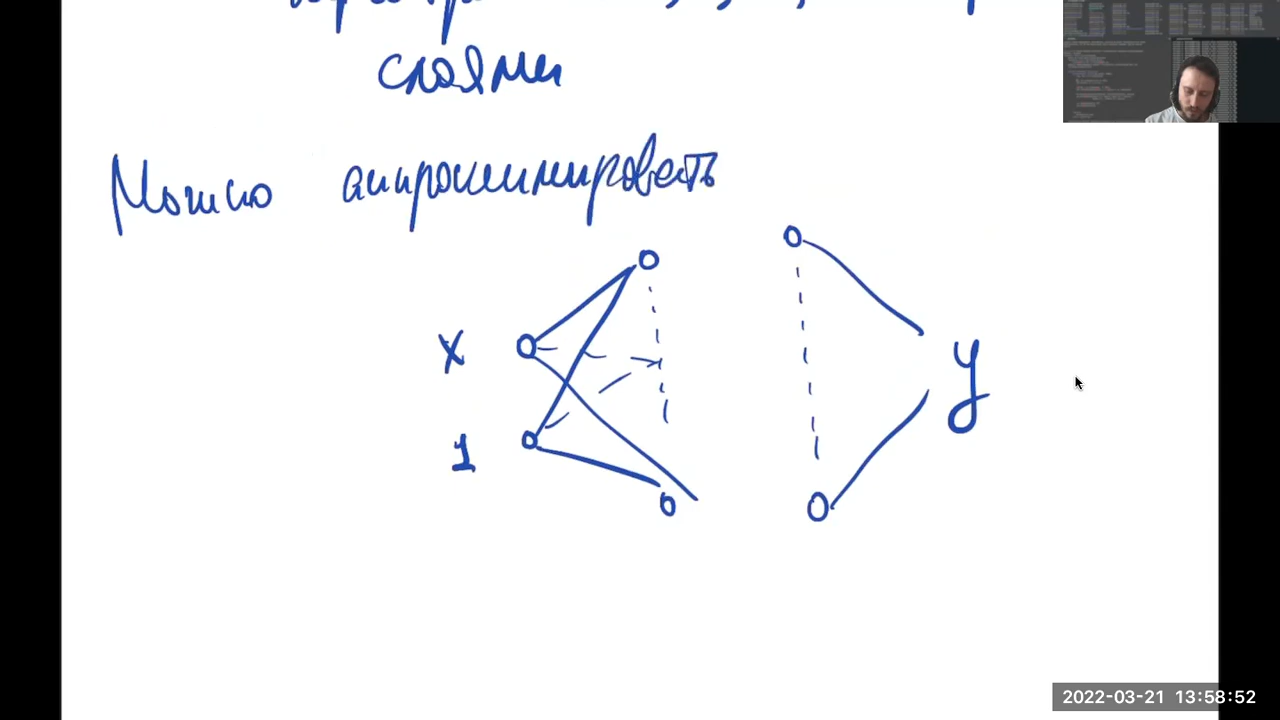 слоями
Можно аппроксимировать
x
1
y
2022-03-21 13:58:52